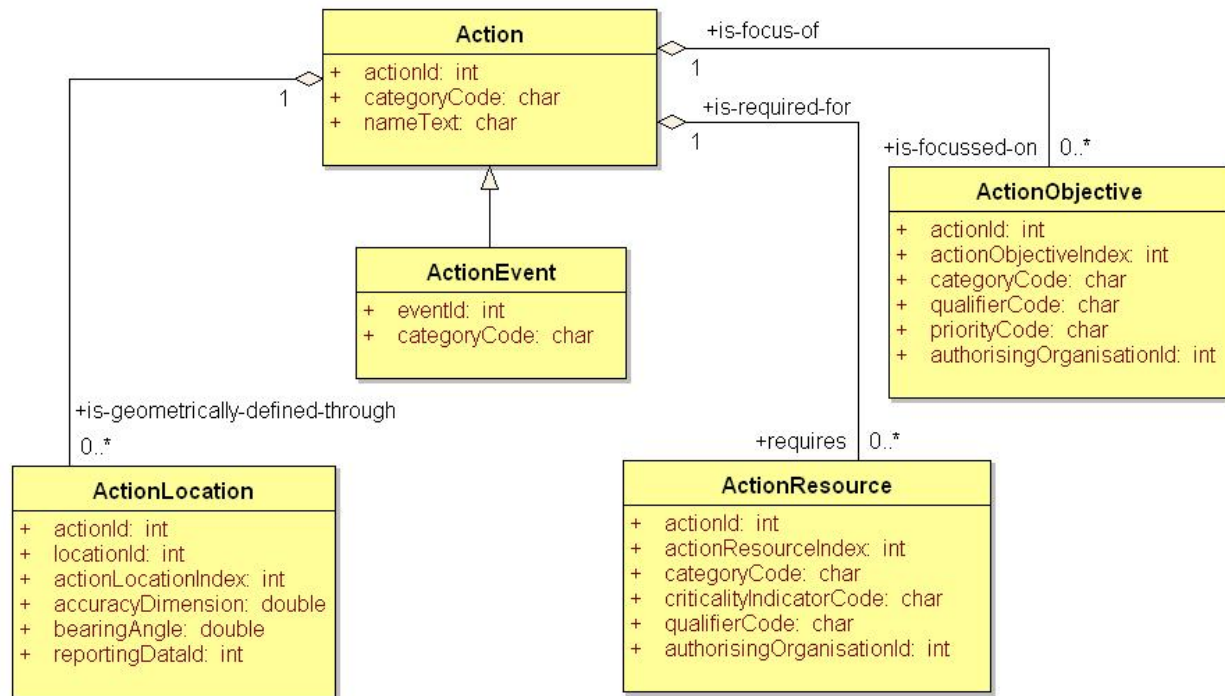 Action
+ actionId: int
+ categoryCode: char
+ nameText: char
1
+is-focus-of
1
+is-required-for
1
+is-focussed-on 0..*
ActionObjective
+ actionId: int
+ actionObjectiveIndex: int
+ categoryCode: char
+ qualifierCode: char
+ priorityCode: char
+ authorisingOrganisationId: int
ActionEvent
+ eventId: int
+ categoryCode: char
+is-geometrically-defined-through
0..*
ActionLocation
+ actionId: int
+ locationId: int
+ actionLocationIndex: int
+ accuracyDimension: double
+ bearingAngle: double
+ reportingDataId: int
+requires 0..*
ActionResource
+ actionId: int
+ actionResourceIndex: int
+ categoryCode: char
+ criticalityIndicatorCode: char
+ qualifierCode: char
+ authorisingOrganisationId: int